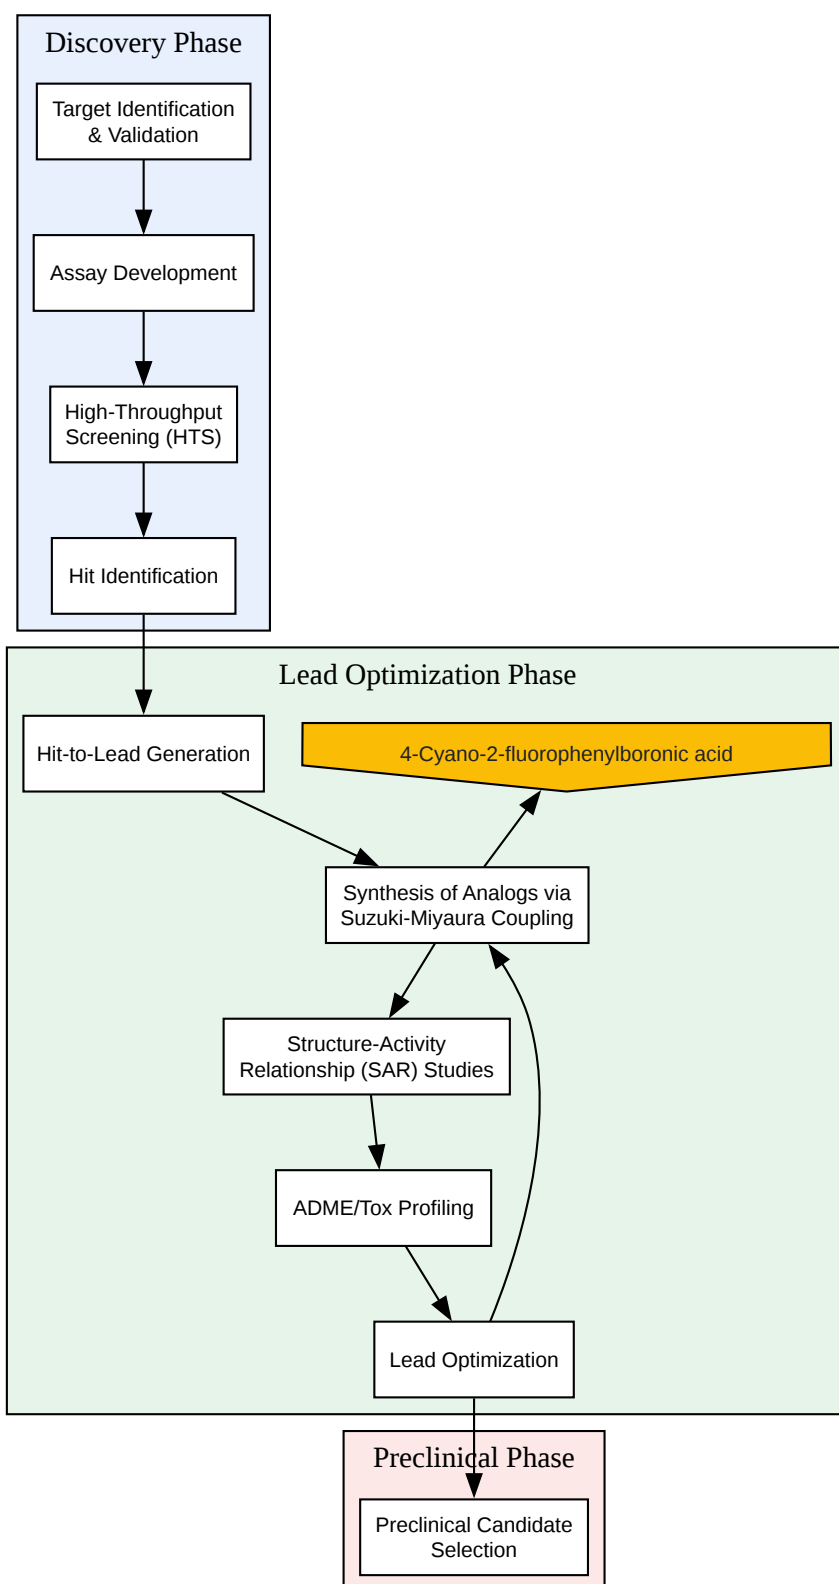 Discovery Phase
Target Identification
& Validation
Assay Development
High-Throughput
Screening (HTS)
Hit Identification
Lead Optimization Phase
Hit-to-Lead Generation
4-Cyano-2-fluorophenylboronic acid
Synthesis of Analogs via
Suzuki-Miyaura Coupling
Structure-Activity
Relationship (SAR) Studies
ADME/Tox Profiling
Lead Optimization
Preclinical Phase
Preclinical Candidate
Selection